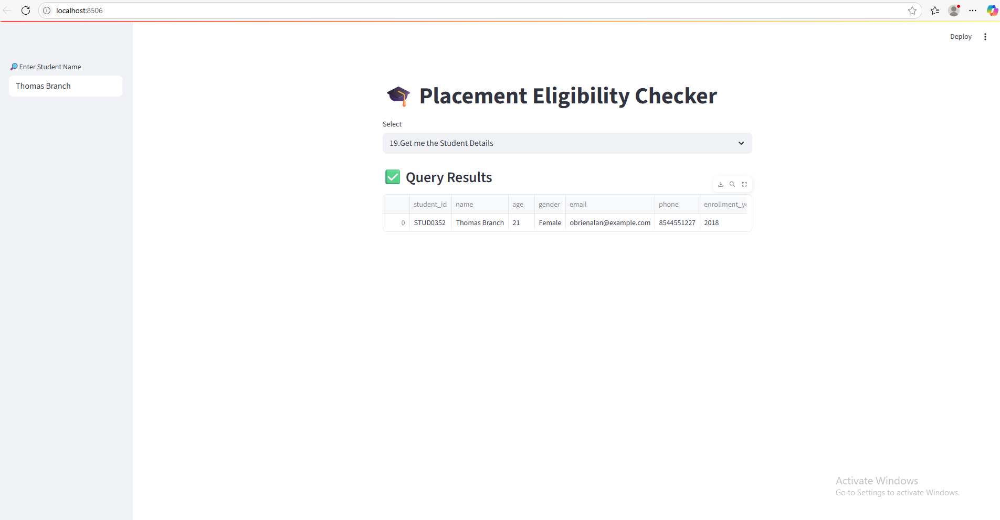 localhost:8506
Deploy
Enter Student Name
Thomas Branch
Placement Eligibility Checker
Select
19.Get me the Student Details
Query Results
student_id name age gender email phone enrollment_ye
0 STUD0352 Thomas Branch 21 Female obrienalan@example.com 8544551227 2018
Activate Windows
Go to Settings to activate Windows.